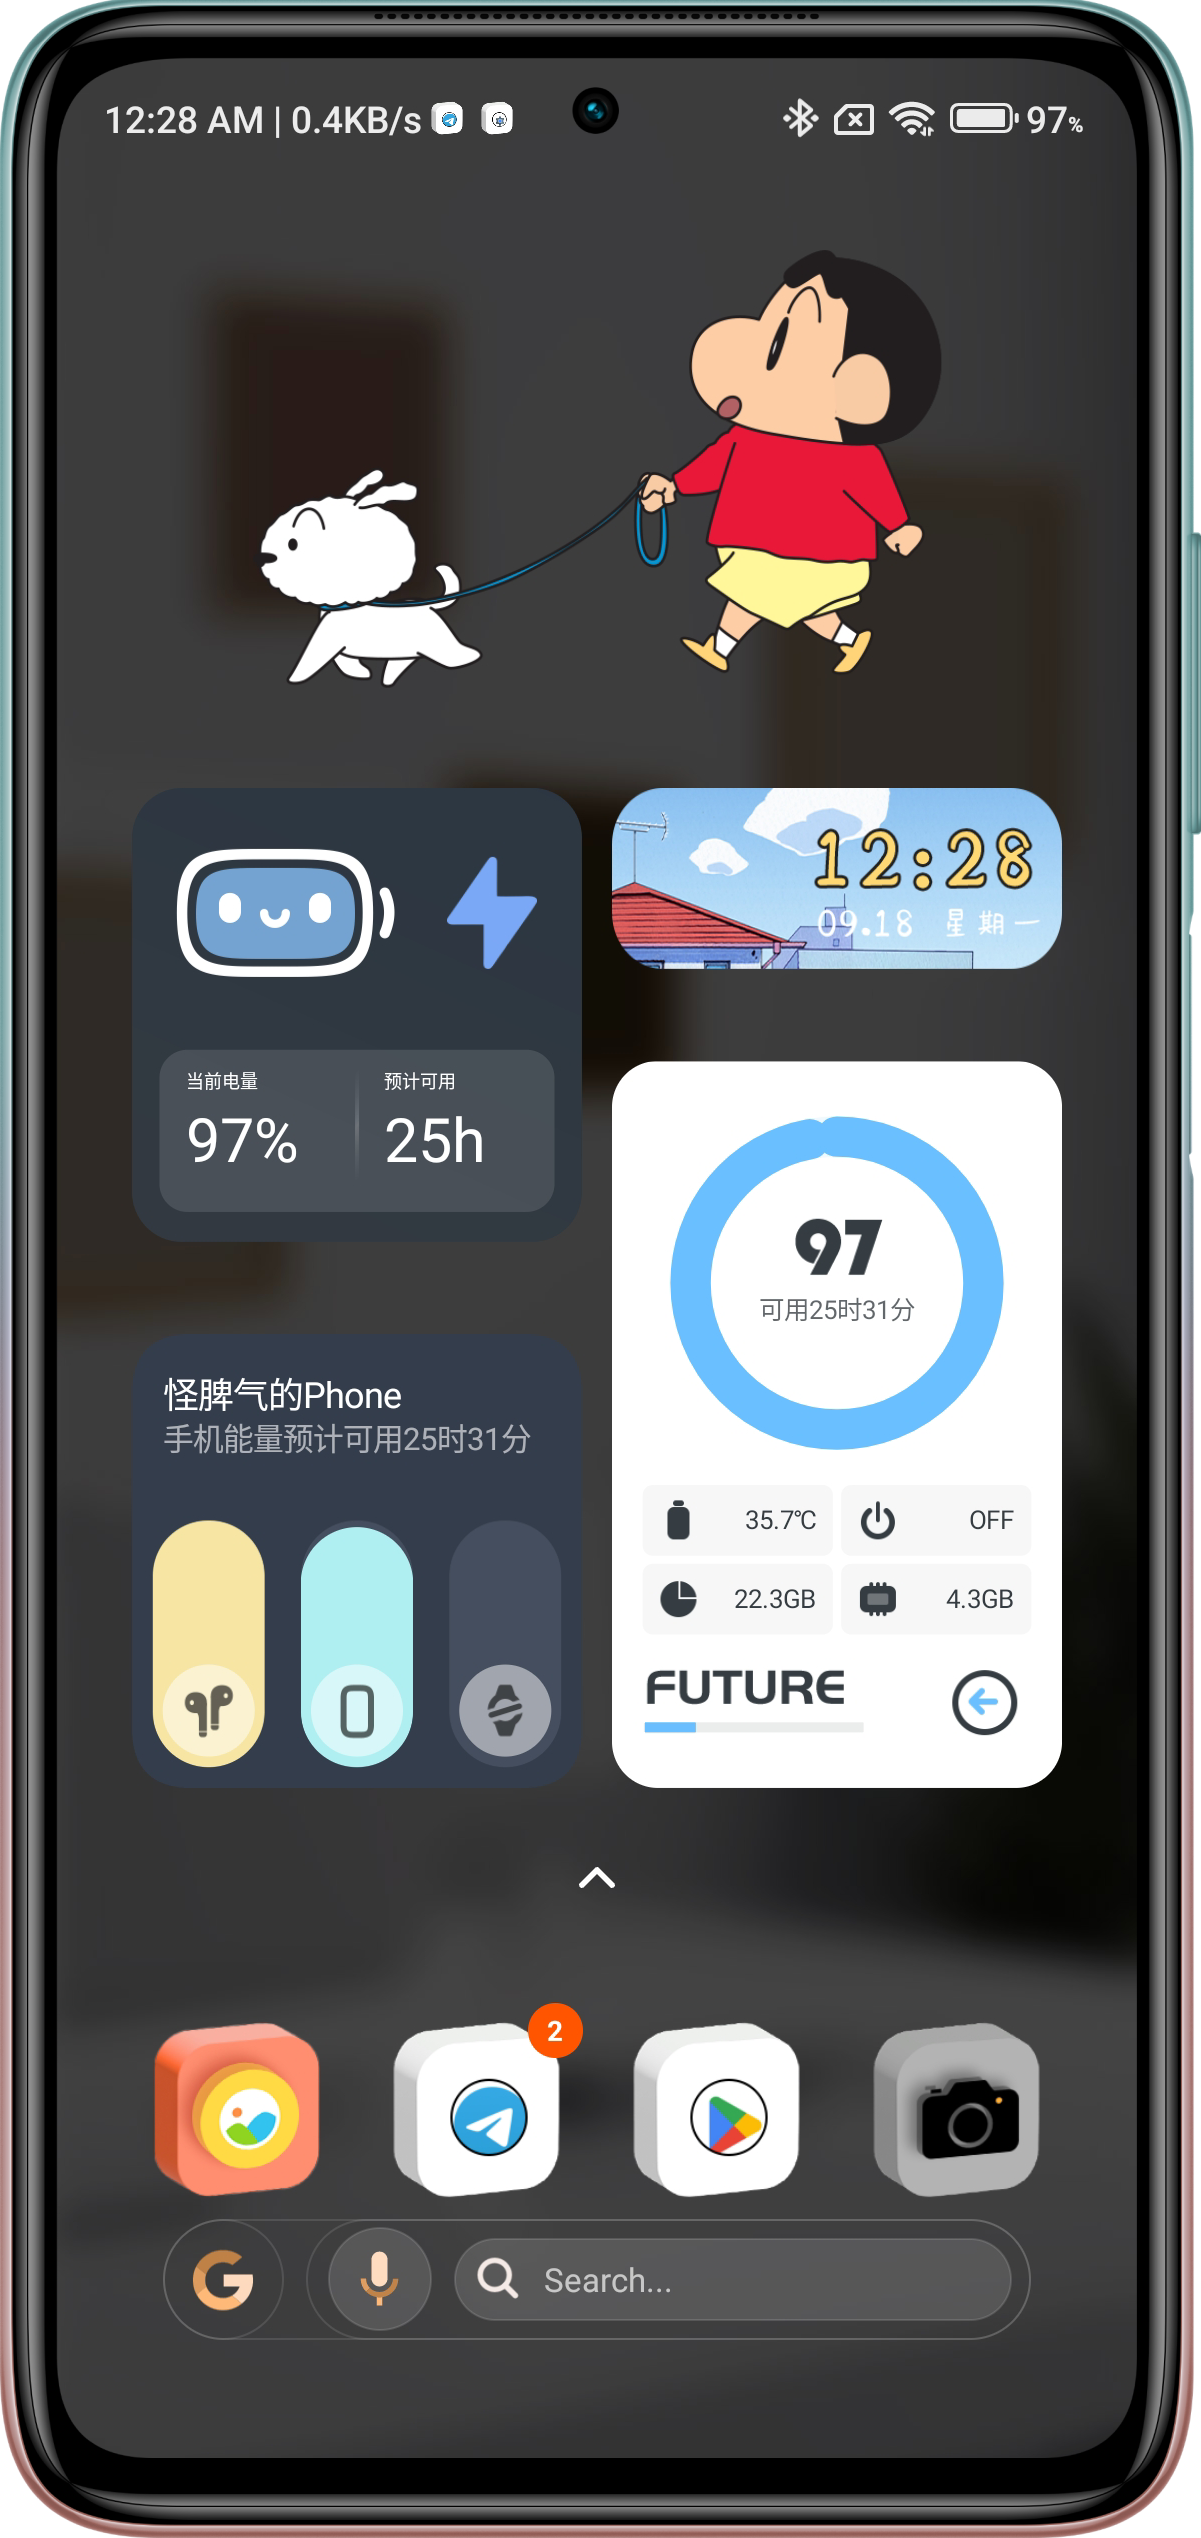 12:28 AM | 0.4KB/s
97%
12:28
09.18 星期一
当前电量 预计可用
97% 25h
97
可用25时31分
怪脾气的Phone
手机能量预计可用25时31分
35.7℃ OFF
22.3GB 4.3GB
FUTURE
2
Search...